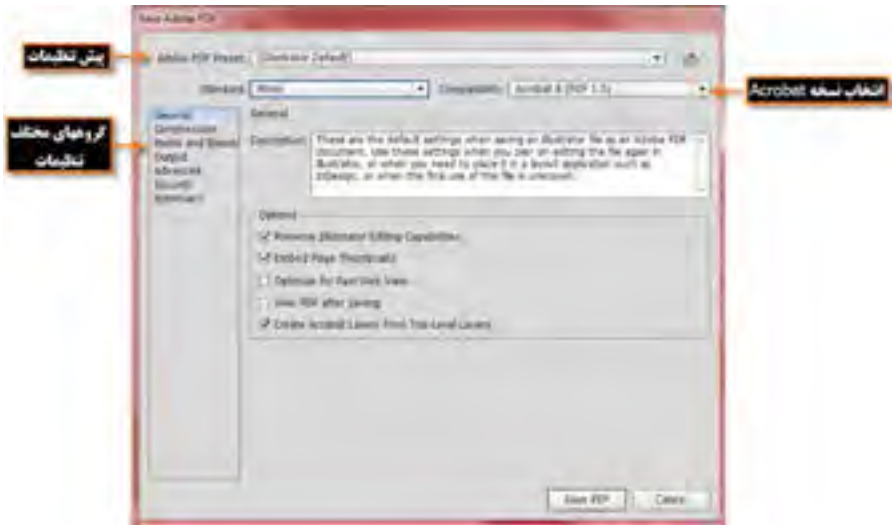 Save Adobe PDF
پیش تنظیمات
Adobe PDF Preset: [Illustrator Default]
Standard: None
Compatibility: Acrobat 6 (PDF 1.5)
انتخاب نسخه Acrobat
گروههای مختلف
تنظیمات
General
Compression
Marks and Bleeds
Output
Advanced
Security
Summary
General
Description: These are the default settings when saving an Illustrator file as an Adobe PDF
document. Use these settings when you plan on editing the file again in
Illustrator, or when you need to place it in a layout application such as
InDesign, or when the final use of the file is unknown.
Options
Preserve Illustrator Editing Capabilities
Embed Page Thumbnails
Optimize for Fast Web View
View PDF after Saving
Create Acrobat Layers From Top-Level Layers
Save PDF
Cancel